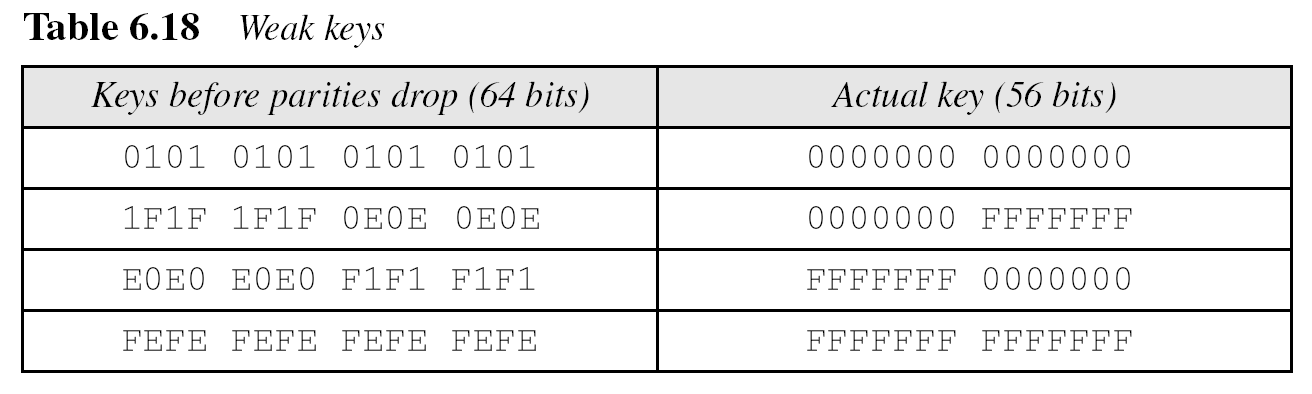 Table 6.18 Weak keys
Keys before parities drop (64 bits) Actual key (56 bits)
0101 0101 0101 0101 0000000 0000000
1F1F 1F1F 0E0E 0E0E 0000000 FFFFFFF
E0E0 E0E0 F1F1 F1F1 FFFFFFF 0000000
FEFE FEFE FEFE FEFE FFFFFFF FFFFFFF